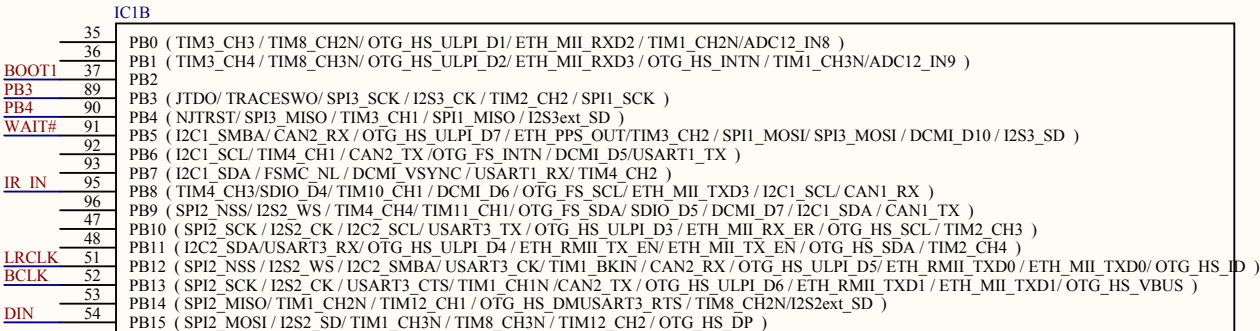 IC1B
35 PB0 ( TIM3_CH3 / TIM8_CH2N/ OTG_HS_ULPI_D1/ ETH_MII_RXD2 / TIM1_CH2N/ADC12_IN8 )
36 PB1 ( TIM3_CH4 / TIM8_CH3N/ OTG_HS_ULPI_D2/ ETH_MII_RXD3 / OTG_HS_INTN / TIM1_CH3N/ADC12_IN9 )
BOOT1 37 PB2
PB3 89 PB3 ( JTDO/ TRACESWO/ SPI3_SCK / I2S3_CK / TIM2_CH2 / SPI1_SCK )
PB4 90 PB4 ( NJTRST/ SPI3_MISO / TIM3_CH1 / SPI1_MISO / I2S3ext_SD )
WAIT# 91 PB5 ( I2C1_SMBA/ CAN2_RX / OTG_HS_ULPI_D7 / ETH_PPS_OUT/TIM3_CH2 / SPI1_MOSI/ SPI3_MOSI / DCMI_D10 / I2S3_SD )
92 PB6 ( I2C1_SCL/ TIM4_CH1 / CAN2_TX /OTG_FS_INTN / DCMI_D5/USART1_TX )
93 PB7 ( I2C1_SDA / FSMC_NL / DCMI_VSYNC / USART1_RX/ TIM4_CH2 )
IR_IN 95 PB8 ( TIM4_CH3/SDIO_D4/ TIM10_CH1 / DCMI_D6 / OTG_FS_SCL/ ETH_MII_TXD3 / I2C1_SCL/ CAN1_RX )
96 PB9 ( SPI2_NSS/ I2S2_WS / TIM4_CH4/ TIM11_CH1/ OTG_FS_SDA/ SDIO_D5 / DCMI_D7 / I2C1_SDA / CAN1_TX )
47 PB10 ( SPI2_SCK / I2S2_CK / I2C2_SCL/ USART3_TX / OTG_HS_ULPI_D3 / ETH_MII_RX_ER / OTG_HS_SCL / TIM2_CH3 )
48 PB11 ( I2C2_SDA/USART3_RX/ OTG_HS_ULPI_D4 / ETH_RMII_TX_EN/ ETH_MII_TX_EN / OTG_HS_SDA / TIM2_CH4 )
LRCLK 51 PB12 ( SPI2_NSS / I2S2_WS / I2C2_SMBA/ USART3_CK/ TIM1_BKIN / CAN2_RX / OTG_HS_ULPI_D5/ ETH_RMII_TXD0 / ETH_MII_TXD0/ OTG_HS_ID )
BCLK 52 PB13 ( SPI2_SCK / I2S2_CK / USART3_CTS/ TIM1_CH1N /CAN2_TX / OTG_HS_ULPI_D6 / ETH_RMII_TXD1 / ETH_MII_TXD1/ OTG_HS_VBUS )
53 PB14 ( SPI2_MISO/ TIM1_CH2N / TIM12_CH1 / OTG_HS_DMUSART3_RTS / TIM8_CH2N/I2S2ext_SD )
DIN 54 PB15 ( SPI2_MOSI / I2S2_SD/ TIM1_CH3N / TIM8_CH3N / TIM12_CH2 / OTG_HS_DP )